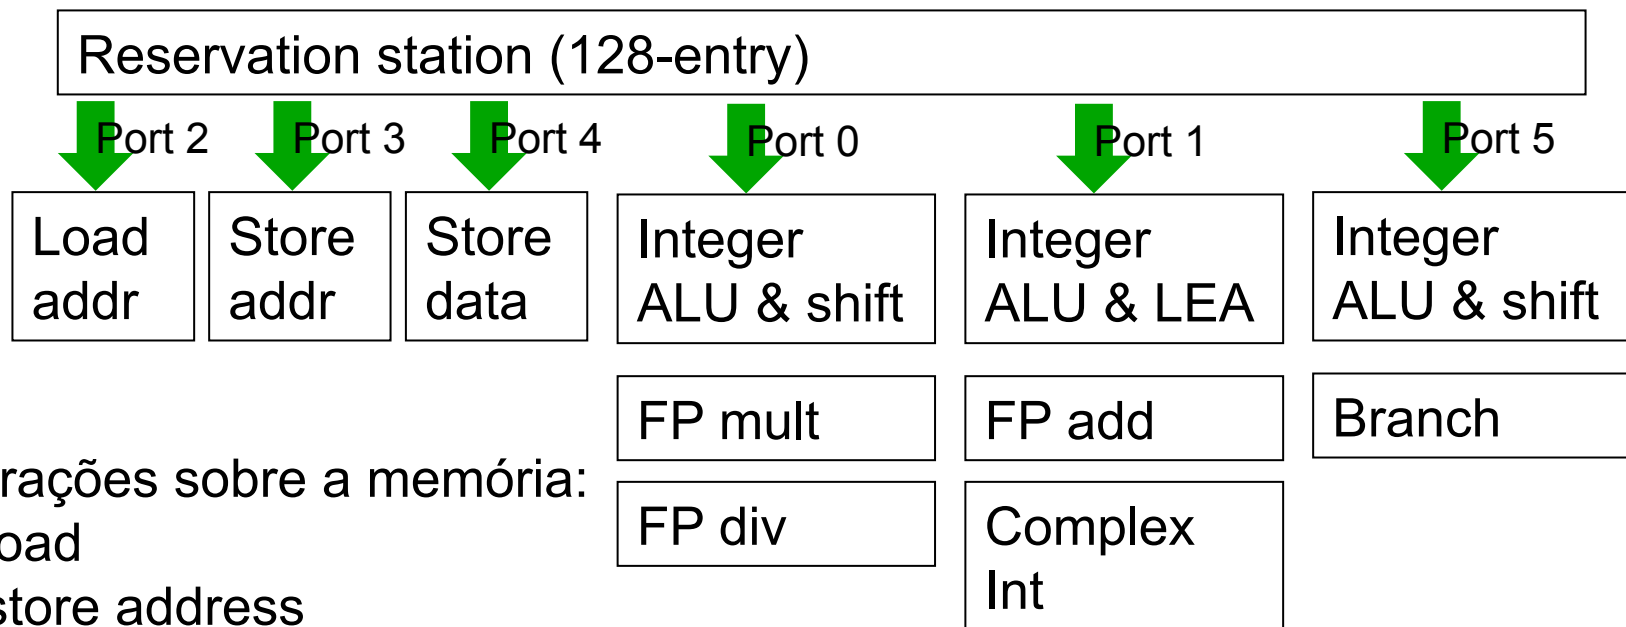 Reservation station (128-entry)
Port 2
Port 3
Port 4
Port 0
Port 1
Port 5
Load
addr
Store
addr
Store
data
Integer
ALU & shift
Integer
ALU & LEA
Integer
ALU & shift
FP mult
FP add
Branch
FP div
Complex
Int
rações sobre a memória:
oad
store address